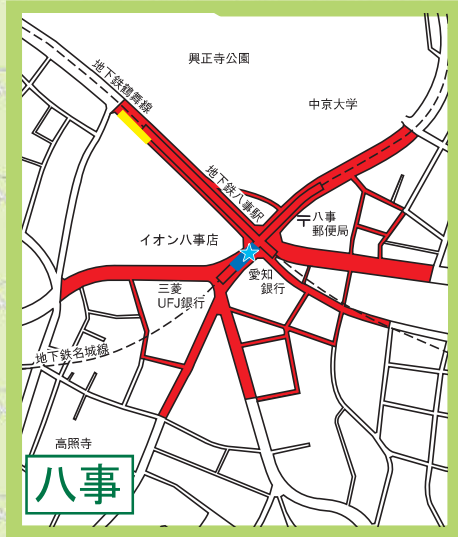 興正寺公園
地下鉄鶴舞線
中京大学
地下鉄八事駅
八事
郵便局
イオン八事店
愛知
銀行
三菱
UFJ銀行
地下鉄名城線
高照寺
八事